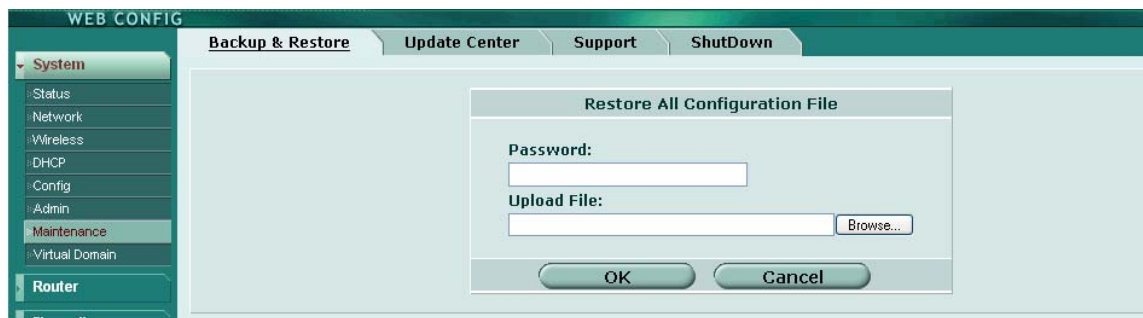 WEB CONFIG
Backup & Restore
Update Center
Support
ShutDown
System
Status
Network
Wireless
DHCP
Config
Admin
Maintenance
Virtual Domain
Router
Restore All Configuration File
Password:
Upload File:
Browse...
OK
Cancel